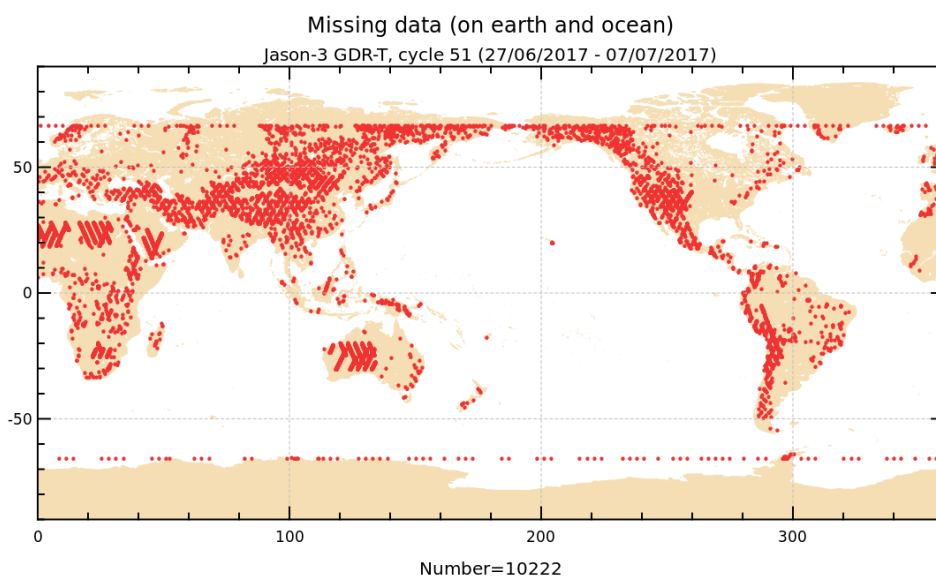 Missing data (on earth and ocean)
Jason-3 GDR-T, cycle 51 (27/06/2017 - 07/07/2017)
50
0
-50
0 100 200 300
Number=10222